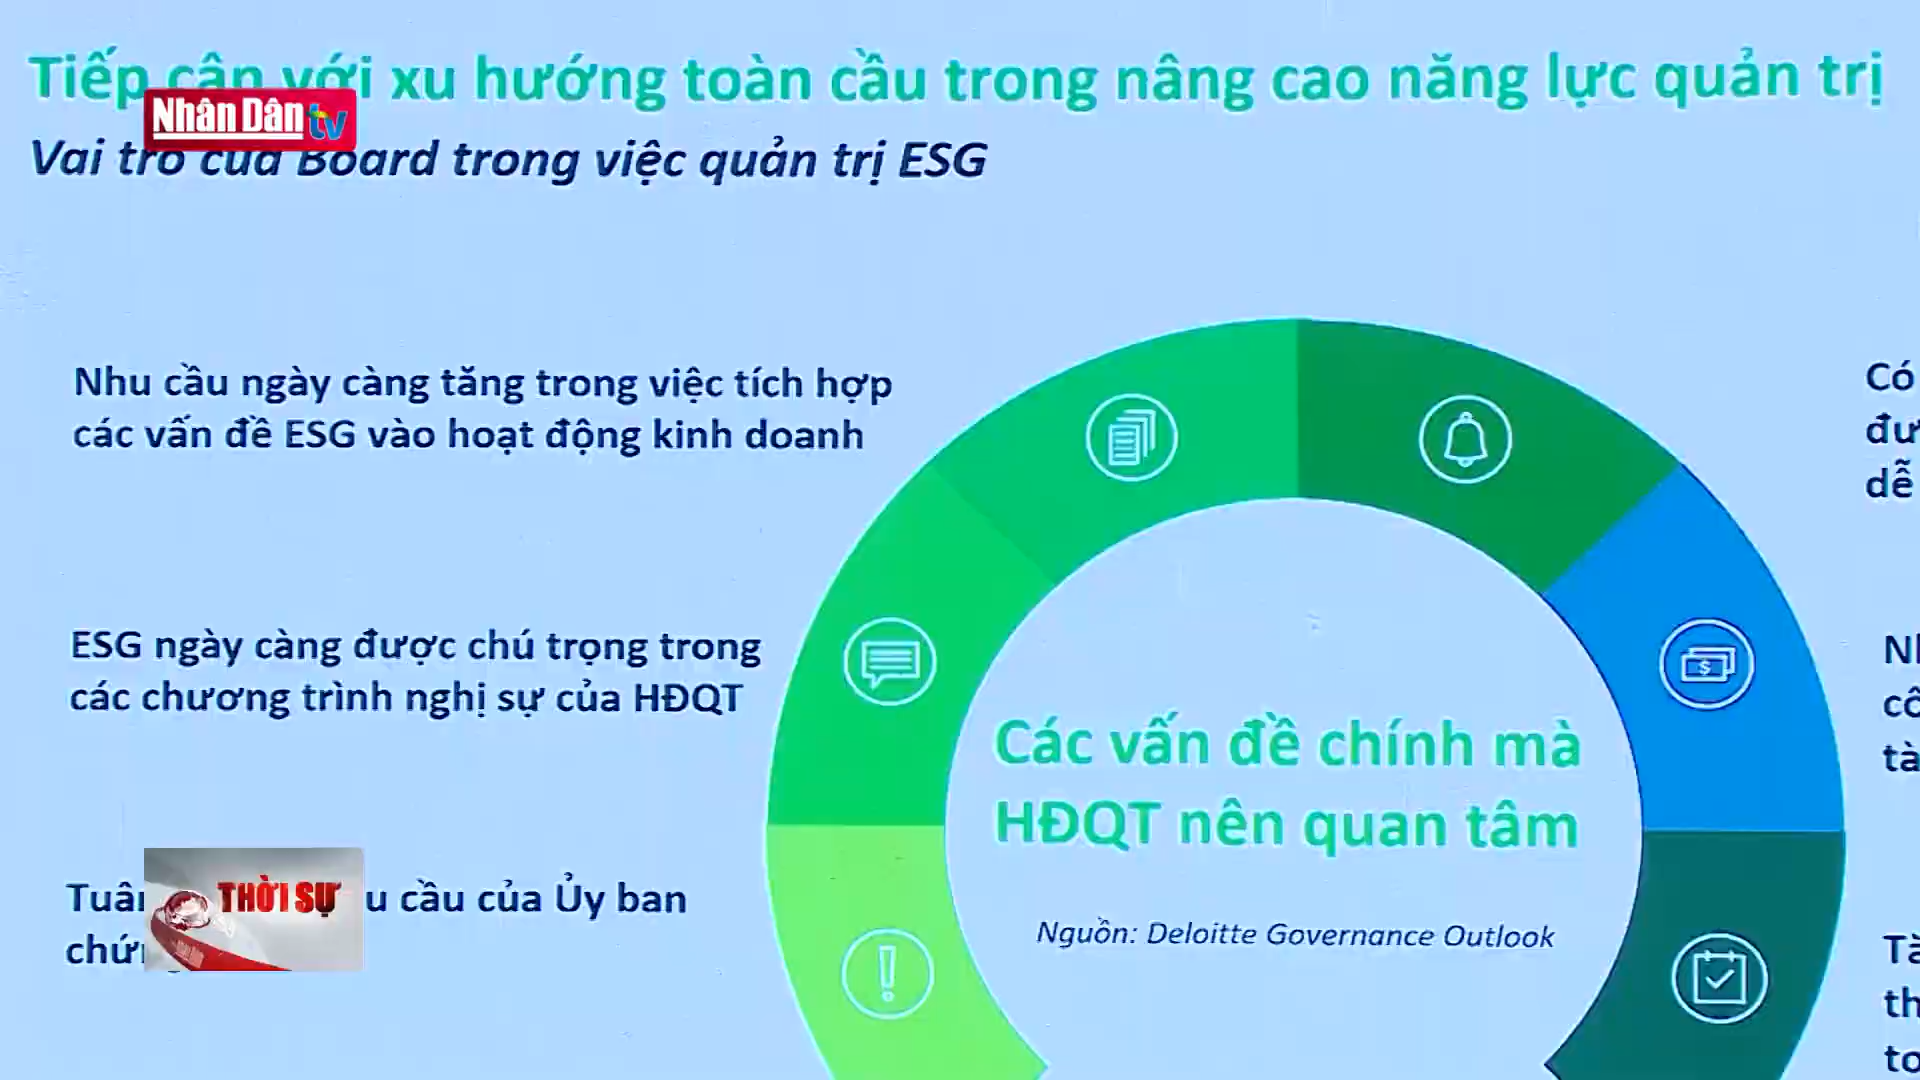 Tiếp cận với xu hướng toàn cầu trong nâng cao năng lực quản trị
Nhân Dân tv
Vai trò của Board trong việc quản trị ESG
Nhu cầu ngày càng tăng trong việc tích hợp
các vấn đề ESG vào hoạt động kinh doanh
ESG ngày càng được chú trọng trong
các chương trình nghị sự của HĐQT
cầu của Ủy ban
THỜI SỰ
Các vấn đề chính mà
HĐQT nên quan tâm
Nguồn: Deloitte Governance Outlook
Có
dễ
$